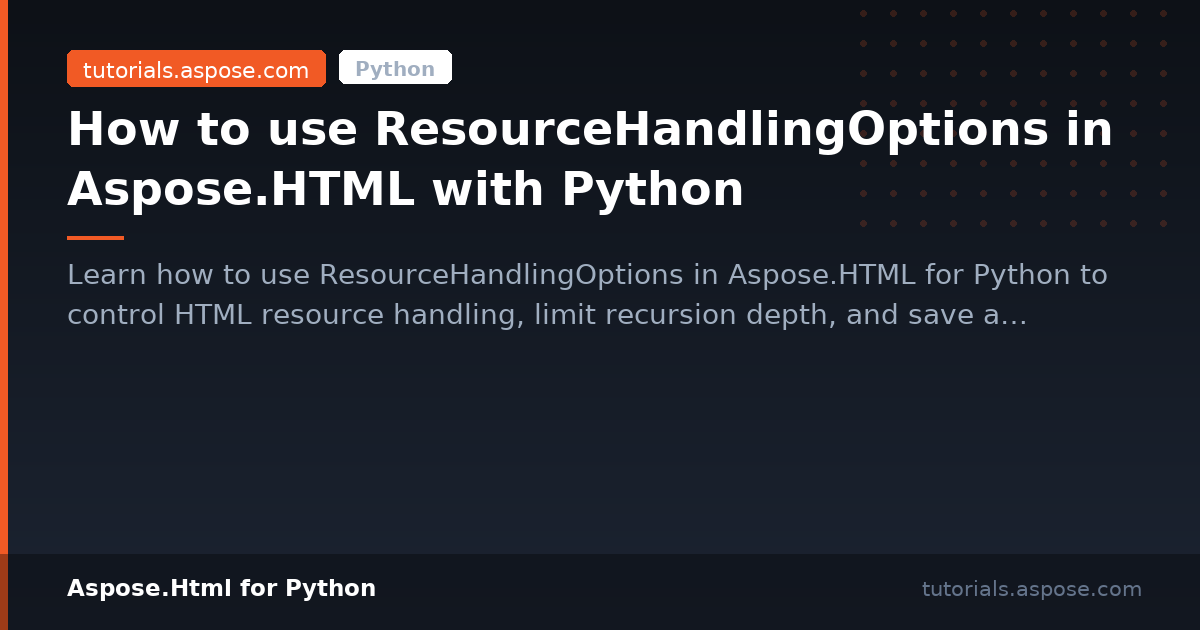 tutorials.aspose.com
Python
How to use ResourceHandlingOptions in
Aspose.HTML with Python
Learn how to use ResourceHandlingOptions in Aspose.HTML for Python to
control HTML resource handling, limit recursion depth, and save a…
Aspose.Html for Python
tutorials.aspose.com